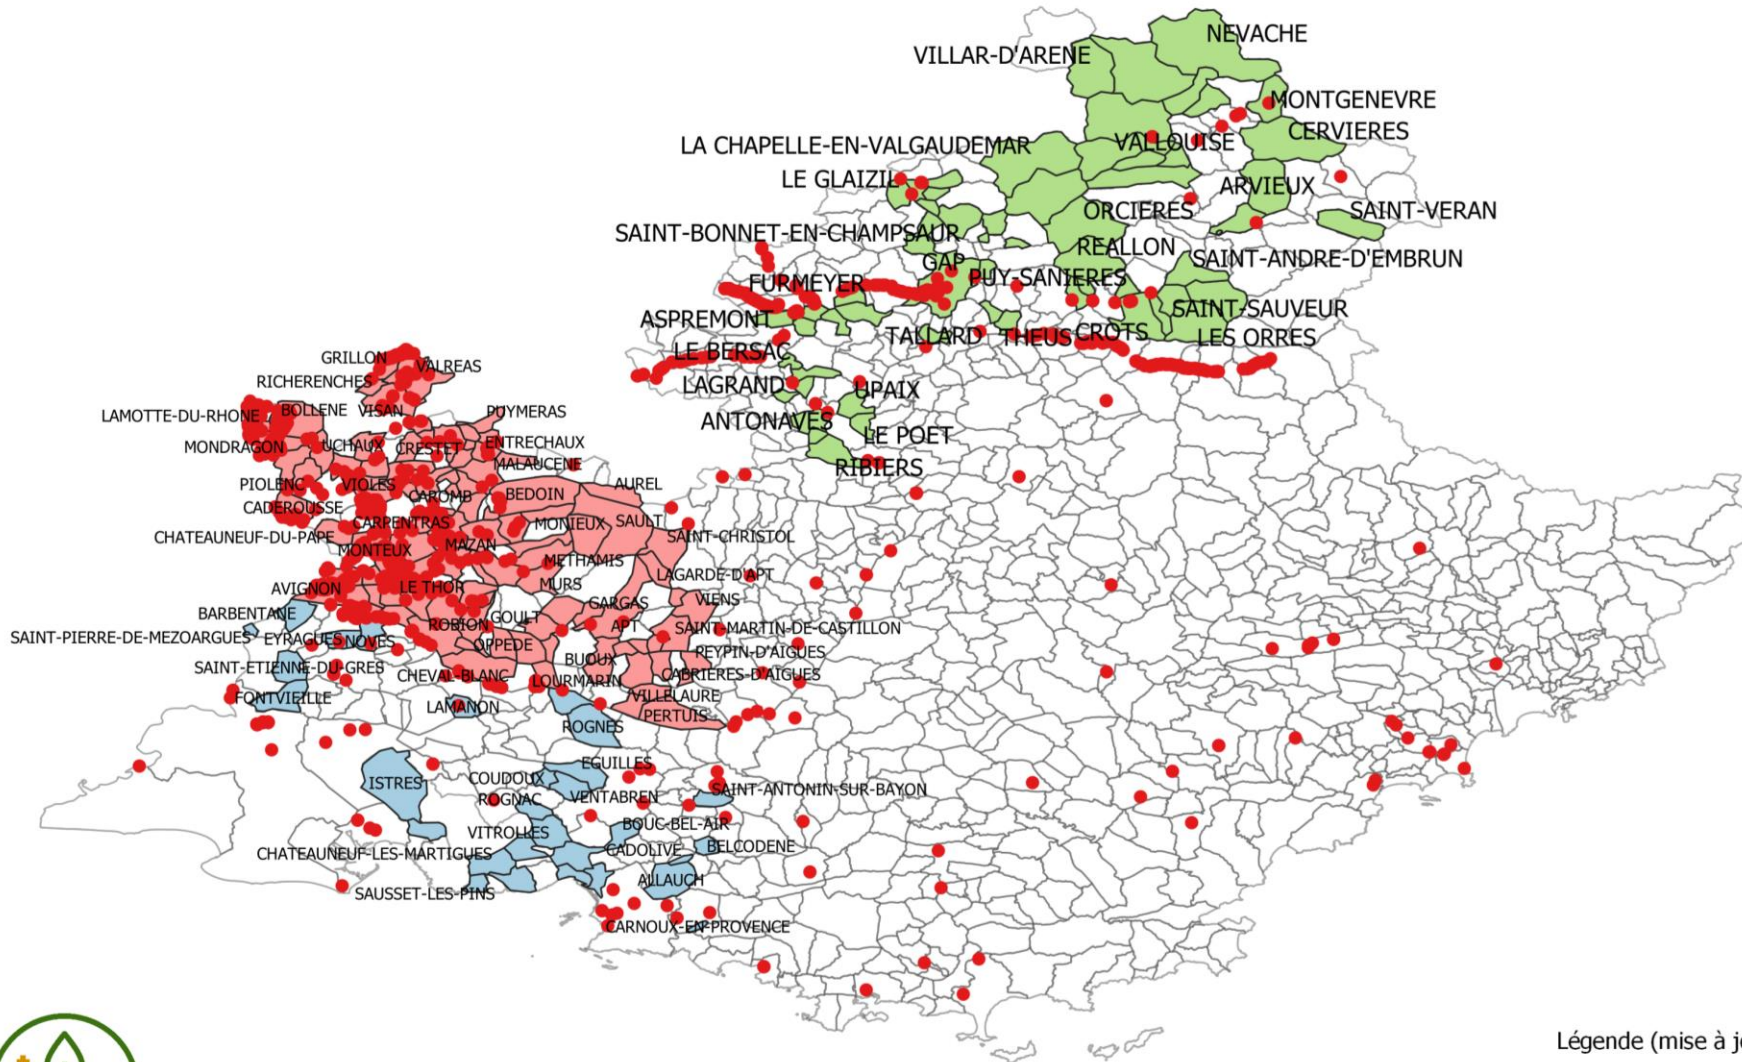 NEVACHE
VILLAR-D'ARENE
MONTGENEVRE
CERVIERES
VALLOUISE
LA CHAPELLE-EN-VALGAUDEMAR
LE GLAIZIL
ARVIEUX
ORCIERES
SAINT-VERAN
SAINT-BONNET-EN-CHAMPSAUR
REALLON
SAINT-ANDRE-D'EMBRUN
GAP
PUY-SANIERES
FURMEYER
SAINT-SAUVEUR
ASPREMONT
TALLARD
THEUS
CROTS
LES ORRES
LE BERSAC
LAGRAND
UPAIX
ANTONAVES
LE POET
RIBIERS
GRILLON
VALREAS
RICHERENCHES
LAMOTTE-DU-RHONE
BOLLENE
VISAN
PUYMERAS
MONDRAGON
UCHAUX
CRESTET
ENTRECHAUX
MALAUCENE
PIOLENC
VIOLES
CAROMB
BEDOIN
AUREL
CADEROUSSE
CARPENTRAS
MONIEUX
SAULT
CHATEAUNEUF-DU-PAPE
MONTEUX
MAZAN
SAINT-CHRISTOL
METHAMIS
LAGARDE-D'APT
AVIGNON
LE THOR
MURS
VIENS
BARBENTANE
GARGAS
GOULT
ROBION
APT
SAINT-MARTIN-DE-CASTILLON
SAINT-PIERRE-DE-MEZOARGUES
EYRAGUES
NOVES
OPPEDE
PEYPIN-D'AIGUES
SAINT-ETIENNE-DU-GRES
BUOUX
CHEVAL-BLANC
LOURMARIN
CABRIERES-D'AIGUES
FONTVIEILLE
LAMANON
VILLELAURE
PERTUIS
ROGNES
EGUILLES
ISTRES
COUDOUX
ROGNAC
VENTABREN
SAINT-ANTONIN-SUR-BAYON
VITROLLES
BOUC-BEL-AIR
CHATEAUNEUF-LES-MARTIGUES
CADOLIVE
BELCODENE
ALLAUCH
SAUSSET-LES-PINS
CARNOUX-EN-PROVENCE
Légende (mise à jo